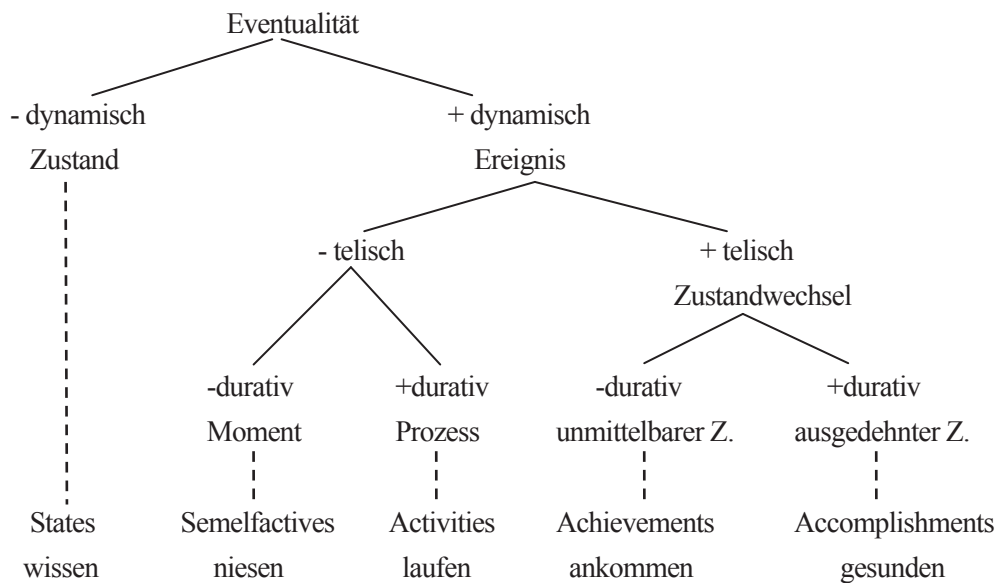 Eventualität
- dynamisch + dynamisch
Zustand Ereignis
- telisch + telisch
Zustandwechsel
-durativ +durativ -durativ +durativ
Moment Prozess unmittelbarer Z. ausgedehnter Z.
States Semelfactives Activities Achievements Accomplishments
wissen niesen laufen ankommen gesunden